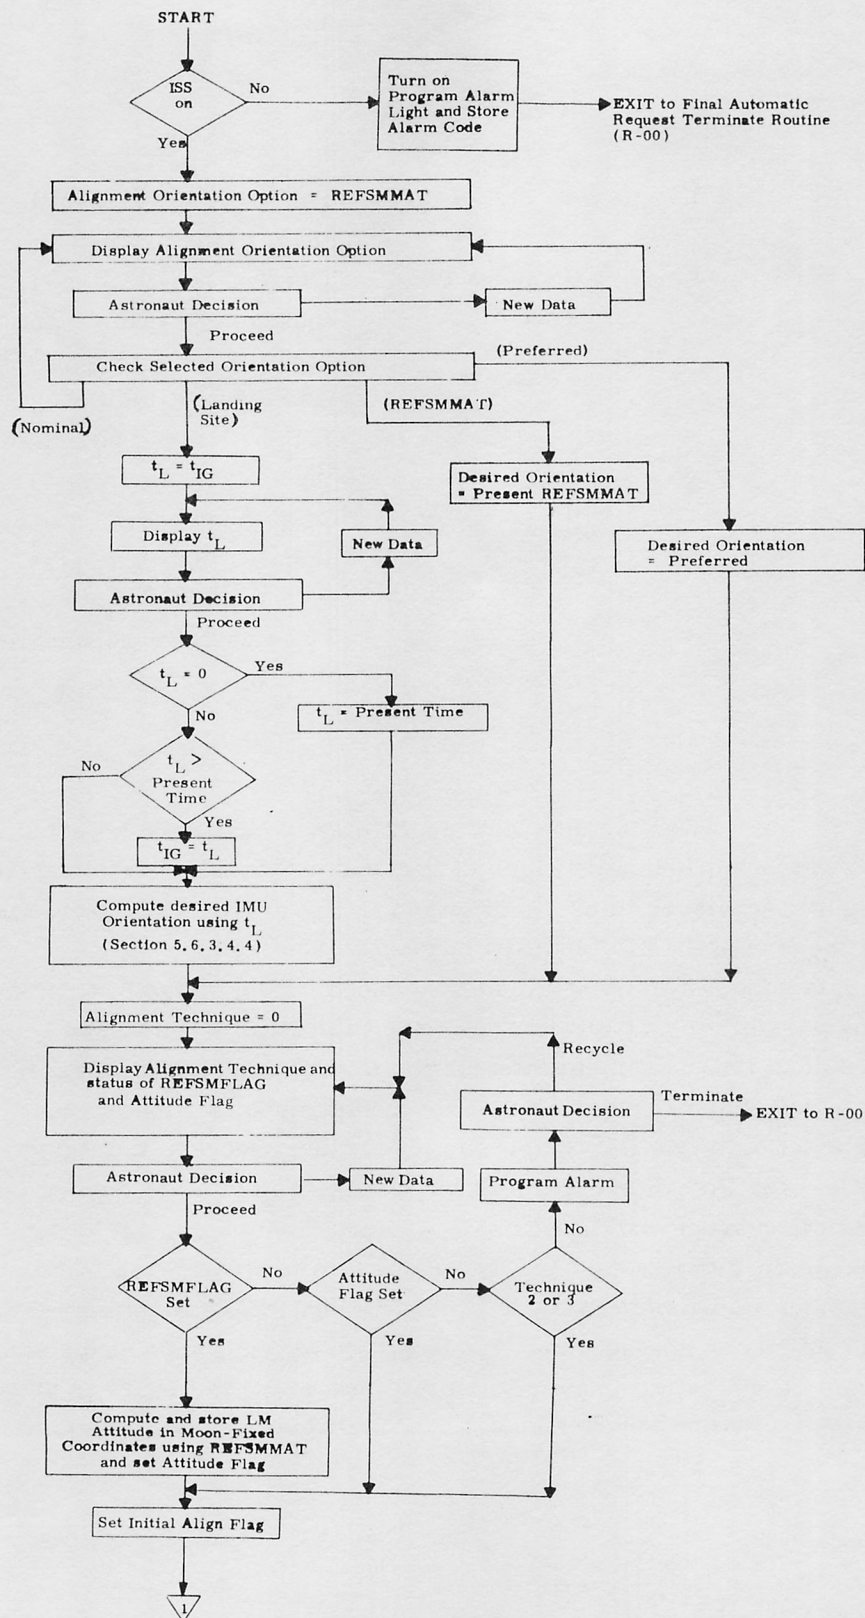 START
ISS
on
No
Turn on
Program Alarm
Light and Store
Alarm Code
EXIT to Final Automatic
Request Terminate Routine
(R-00)
Yes
Alignment Orientation Option = REFSMMAT
Display Alignment Orientation Option
Astronaut Decision
New Data
Proceed
(Preferred)
Check Selected Orientation Option
(Nominal)
(Landing
Site)
(REFSMMAT)
t_L = t_IG
Desired Orientation
= Present REFSMMAT
Display t_L
New Data
Desired Orientation
= Preferred
Astronaut Decision
Proceed
t_L = 0
Yes
No
t_L = Present Time
t_L >
Present
Time
No
Yes
t_IG = t_L
Compute desired IMU
Orientation using t_L
(Section 5.6.3.4.4)
Alignment Technique = 0
Recycle
Display Alignment Technique and
status of REFSMFLAG
and Attitude Flag
Astronaut Decision
Terminate
EXIT to R-00
Astronaut Decision
New Data
Program Alarm
Proceed
No
REFSMFLAG
Set
No
Attitude
Flag Set
No
Technique
2 or 3
Yes
Yes
Yes
Compute and store LM
Attitude in Moon-Fixed
Coordinates using REFSMMAT
and set Attitude Flag
Set Initial Align Flag
1